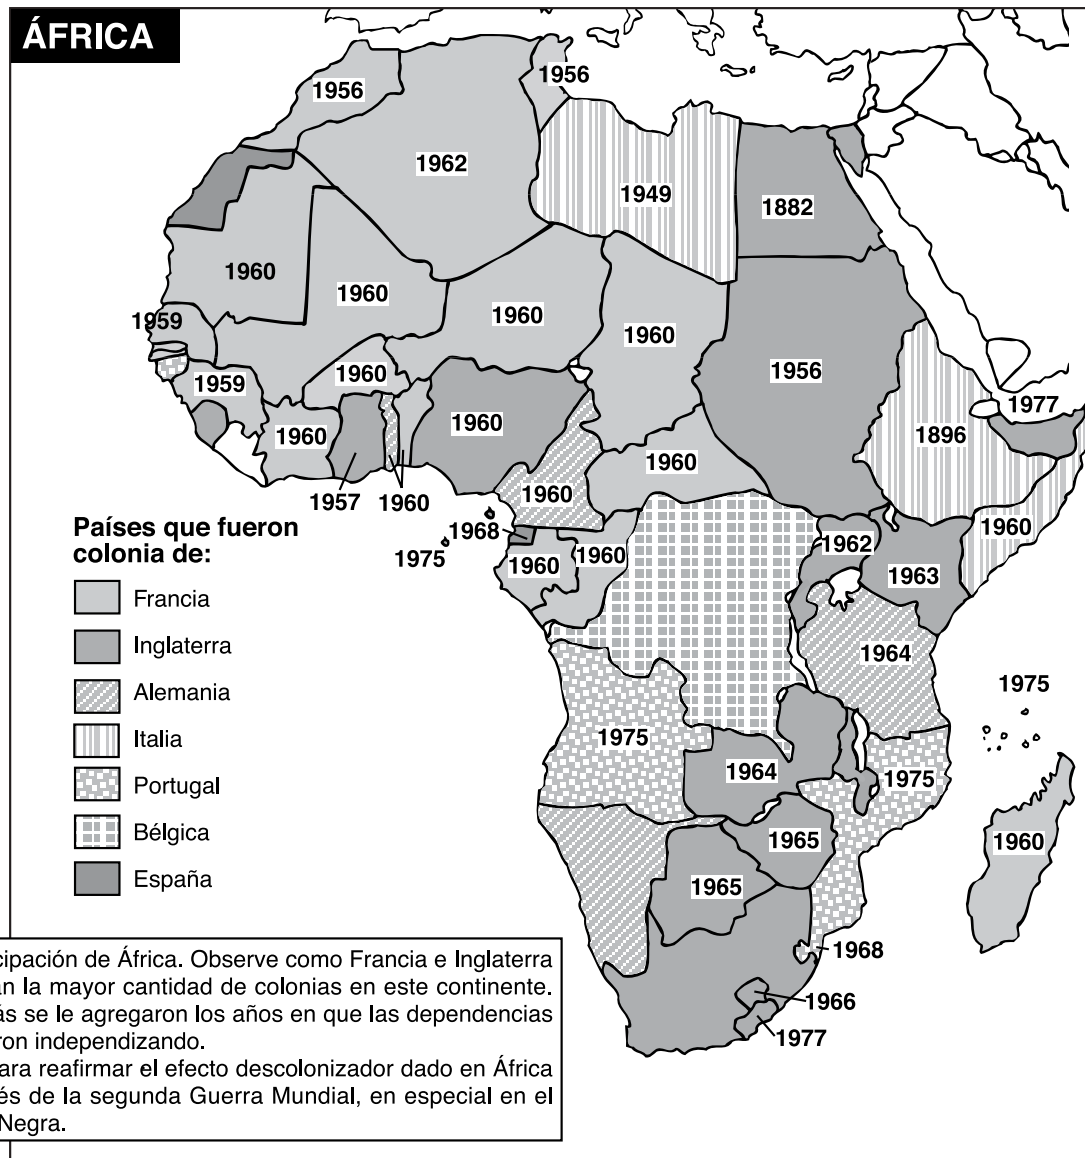 ÁFRICA
1956
1956
1962
1949
1882
1960
1960
1960
1960
1959
1956
1959
1960
1977
1960
1960
1896
1960
1957
1960
1960
1960
1968
1975
1960
1960
1960
1962
1963
1964
1975
1975
1964
1975
1965
1960
1965
1968
1966
1977
Países que fueron
colonia de:
Francia
Inglaterra
Alemania
Italia
Portugal
Bélgica
España
cipación de África. Observe como Francia e Inglaterra
an la mayor cantidad de colonias en este continente.
ás se le agregaron los años en que las dependencias
ron independizando.
ara reafirmar el efecto descolonizador dado en África
és de la segunda Guerra Mundial, en especial en el
Negra.